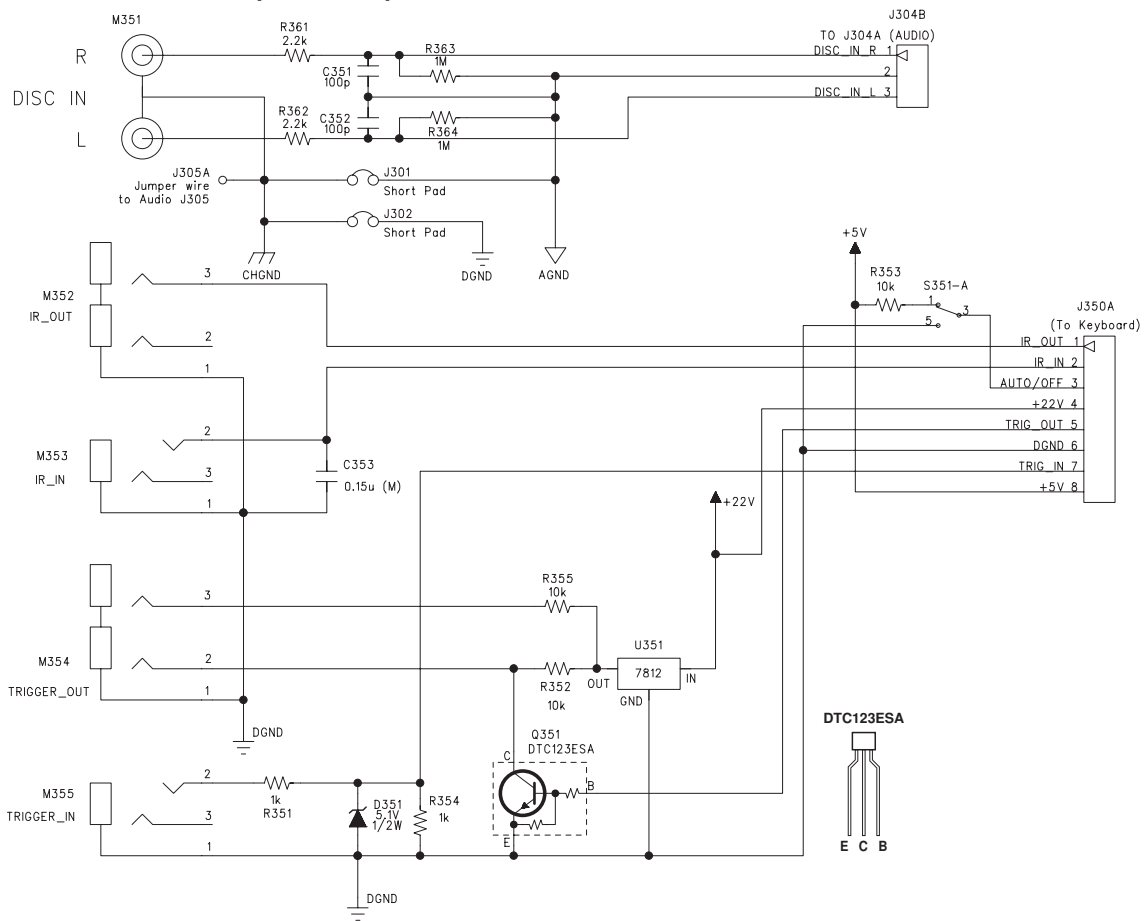 M351
R
DISC IN
L
R361
2.2k
C351
100p
R363
1M
R362
2.2k
C352
100p
R364
1M
J304B
TO J304A (AUDIO)
DISC_IN_R 1
2
DISC_IN_L 3
J305A
Jumper wire
to Audio J305
J301
Short Pad
J302
Short Pad
CHGND
DGND
AGND
M352
IR_OUT
3
2
1
+5V
R353
10k
S351-A
1
3
5
J350A
(To Keyboard)
IR_OUT 1
IR_IN 2
AUTO/OFF 3
+22V 4
TRIG_OUT 5
DGND 6
TRIG_IN 7
+5V 8
M353
IR_IN
2
3
1
C353
0.15u (M)
+22V
M354
TRIGGER_OUT
3
2
1
R355
10k
R352
10k
U351
7812
OUT
IN
GND
DGND
Q351
DTC123ESA
C
B
E
M355
TRIGGER_IN
2
3
1
1k
R351
D351
5.1V
1/2W
R354
1k
DGND
DTC123ESA
E C B